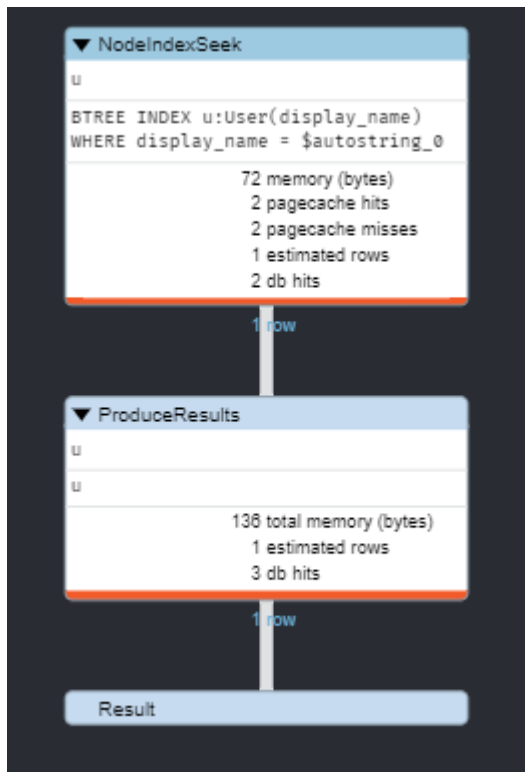 NodeIndexSeek
u
BTREE INDEX u:User(display_name)
WHERE display_name = $autostring_0
72 memory (bytes)
2 pagecache hits
2 pagecache misses
1 estimated rows
2 db hits
1 row
ProduceResults
u
u
136 total memory (bytes)
1 estimated rows
3 db hits
1 row
Result